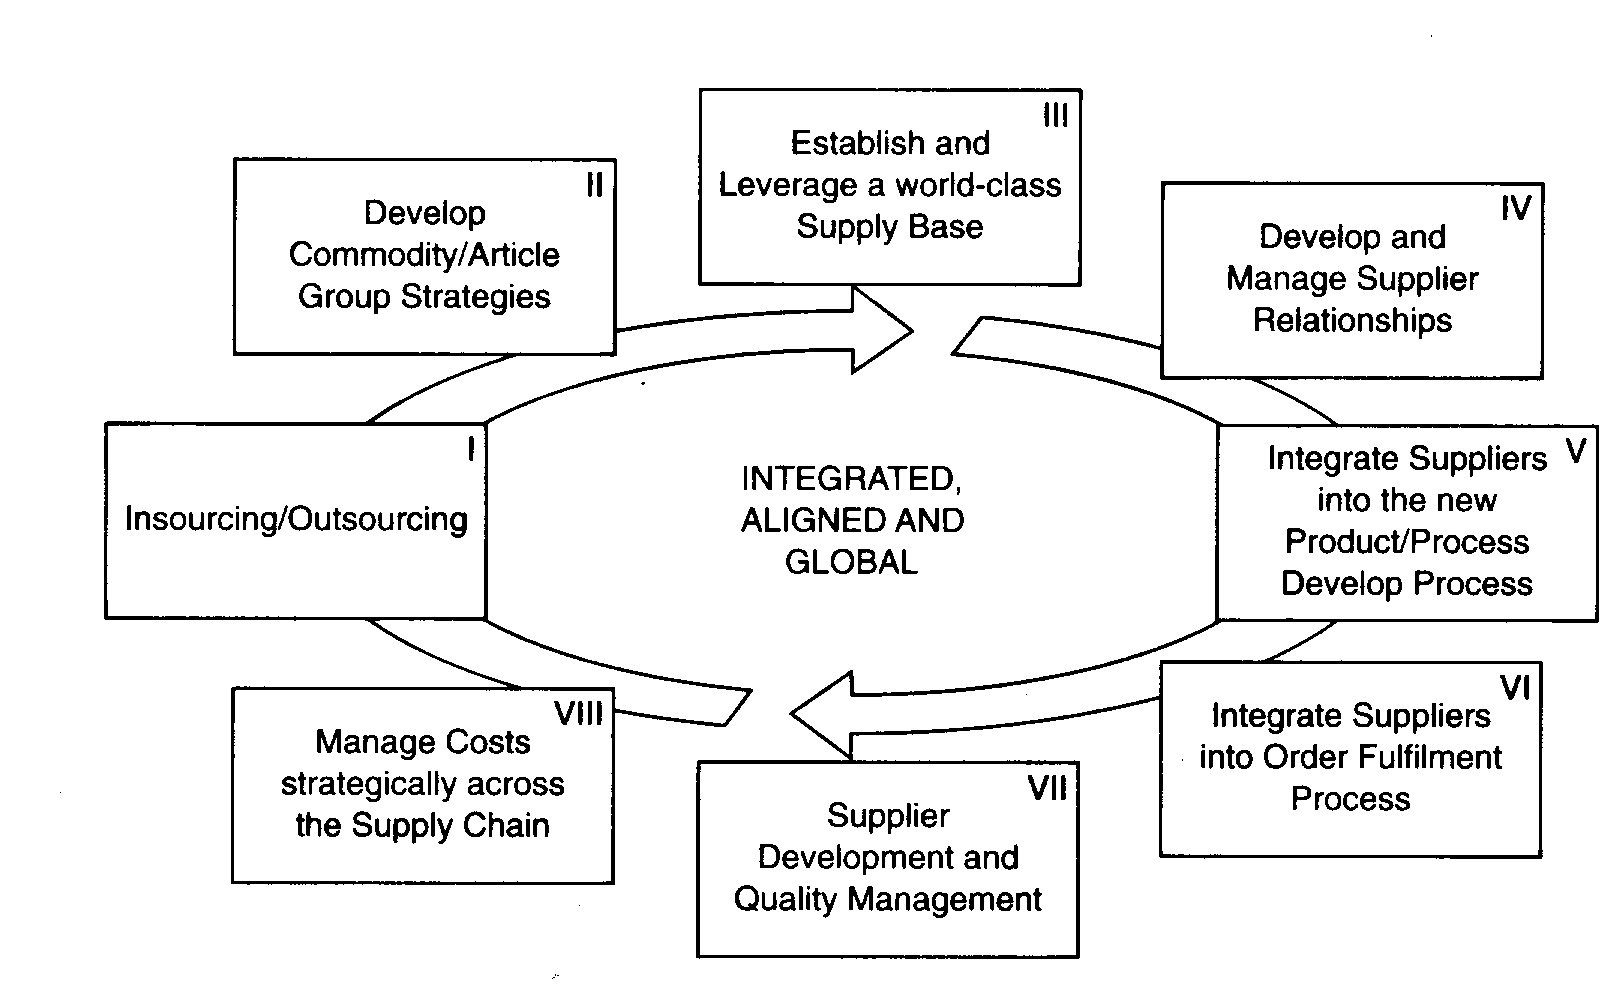 I
Insourcing/Outsourcing
II
Develop
Commodity/Article
Group Strategies
III
Establish and
Leverage a world-class
Supply Base
IV
Develop and
Manage Supplier
Relationships
V
Integrate Suppliers
into the new
Product/Process
Develop Process
VI
Integrate Suppliers
into Order Fulfilment
Process
VII
Supplier
Development and
Quality Management
VIII
Manage Costs
strategically across
the Supply Chain
INTEGRATED,
ALIGNED AND
GLOBAL